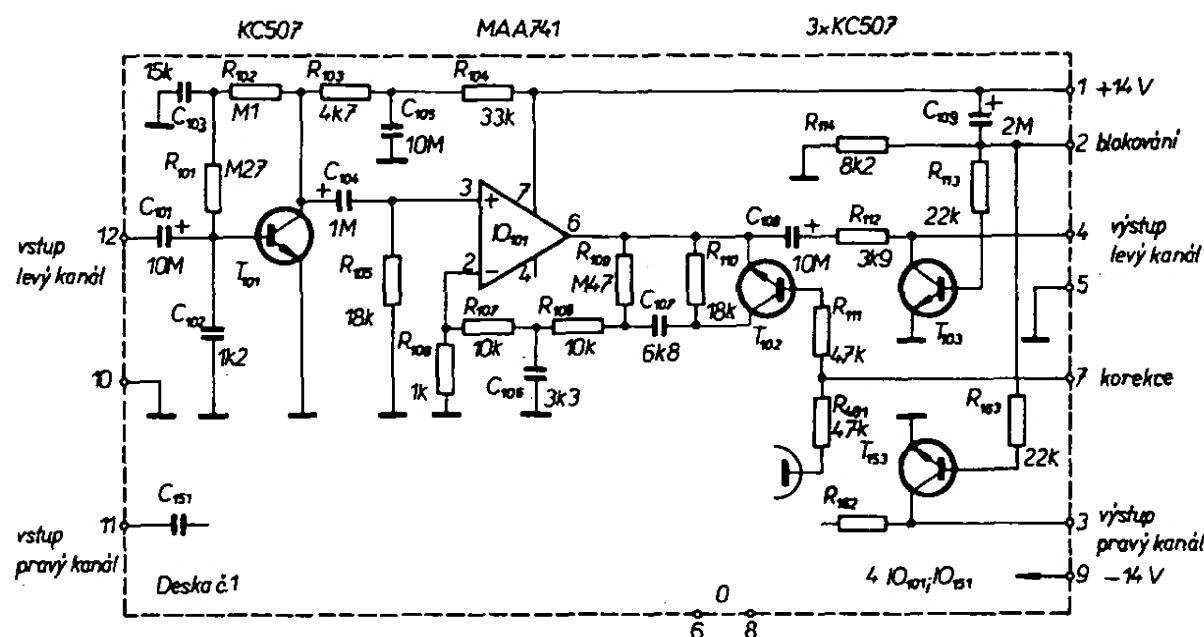 KC507 MAA741 3xKC507
15k R102 R103 R104
1 +14V
C103 M1 4k7 C105 33k C109 +
10M 2M
R114 2 blokování
R101 M27 8k2 R113
C104
+ 3 7
C101 + 1M + 6 C108 + R112 22k
12 IO101 4 výstup
vstup levý kanál
levý kanál 10M T101 R105 2 - 4 R109 R110 10M 3k9
M47 5
C102 18k R107 R108 C107 18k T102 R111 T103
1k2 R106 10k 10k 6k8 47k
10 1k C106 3k3 7 korekce
R481 R163
47k
T153 22k
C151 R162
11 3 výstup
vstup pravý kanál
pravý kanál 9 -14V
Deska č.1 4 IO101; IO151
0
6 8